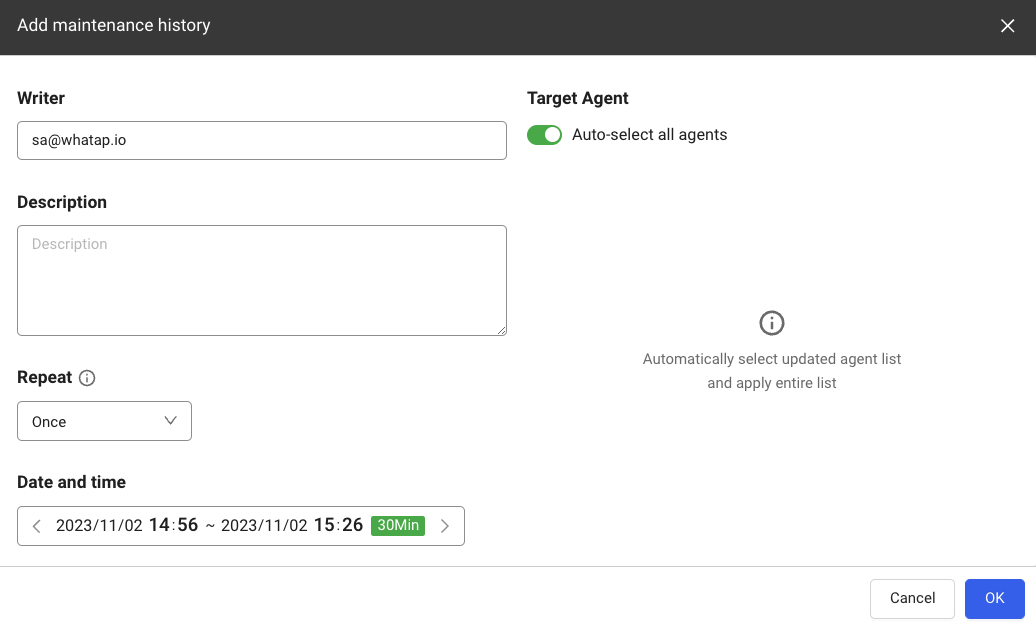 Add maintenance history
Writer
sa@whatap.io
Description
Description
Repeat
Once
Date and time
2023/11/02 14:56 ~ 2023/11/02 15:26 30Min
Target Agent
Auto-select all agents
Automatically select updated agent list
and apply entire list
Cancel
OK